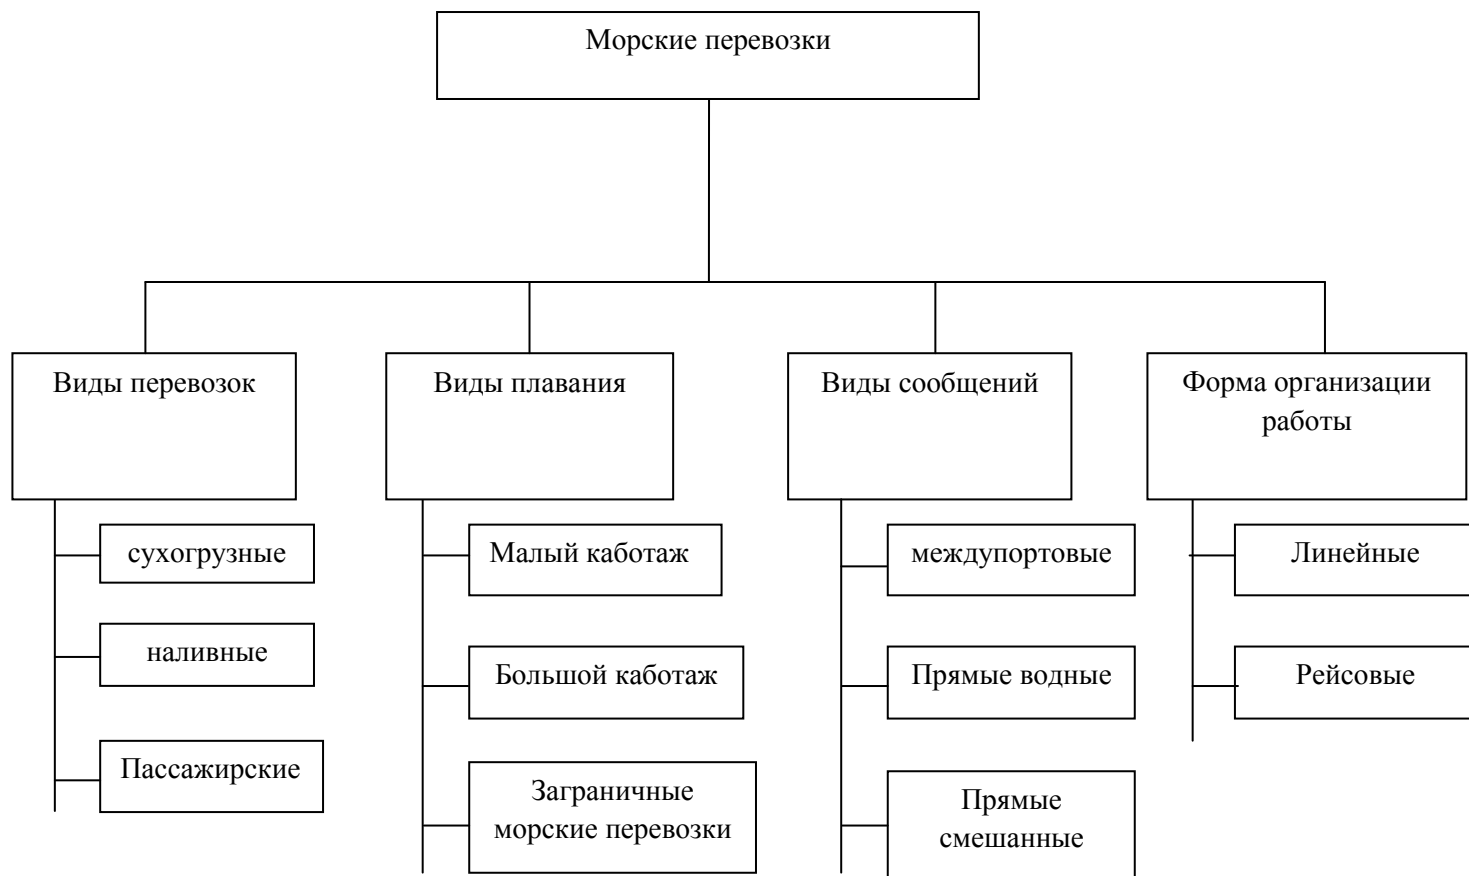 Морские перевозки
Виды перевозок
Виды плавания
Виды сообщений
Форма организации
работы
сухогрузные
наливные
Пассажирские
Малый каботаж
Большой каботаж
Заграничные
морские перевозки
междупортовые
Прямые водные
Прямые
смешанные
Линейные
Рейсовые